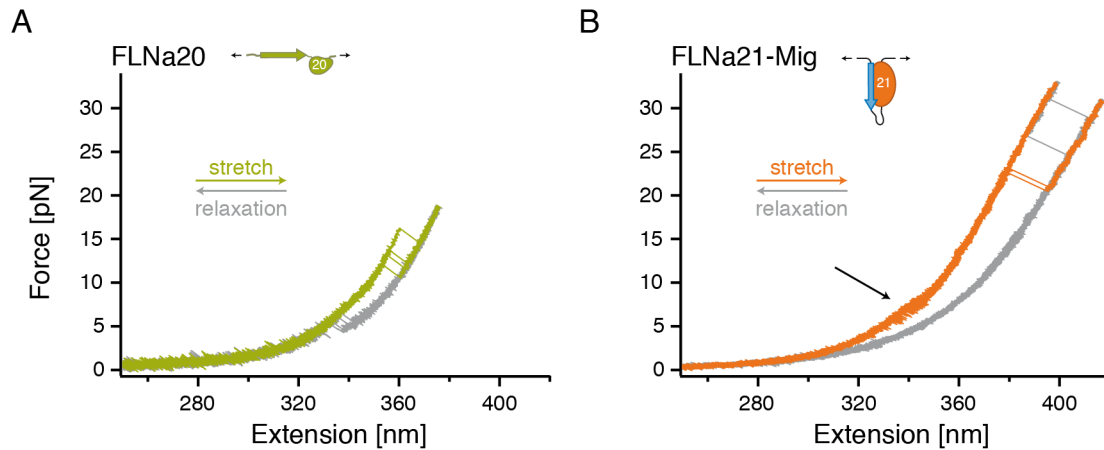 A
FLNa20
20
30
25
20
15
10
5
0
Force [pN]
stretch
relaxation
280
320
360
400
Extension [nm]
B
FLNa21-Mig
21
30
25
20
15
10
5
0
stretch
relaxation
280
320
360
400
Extension [nm]